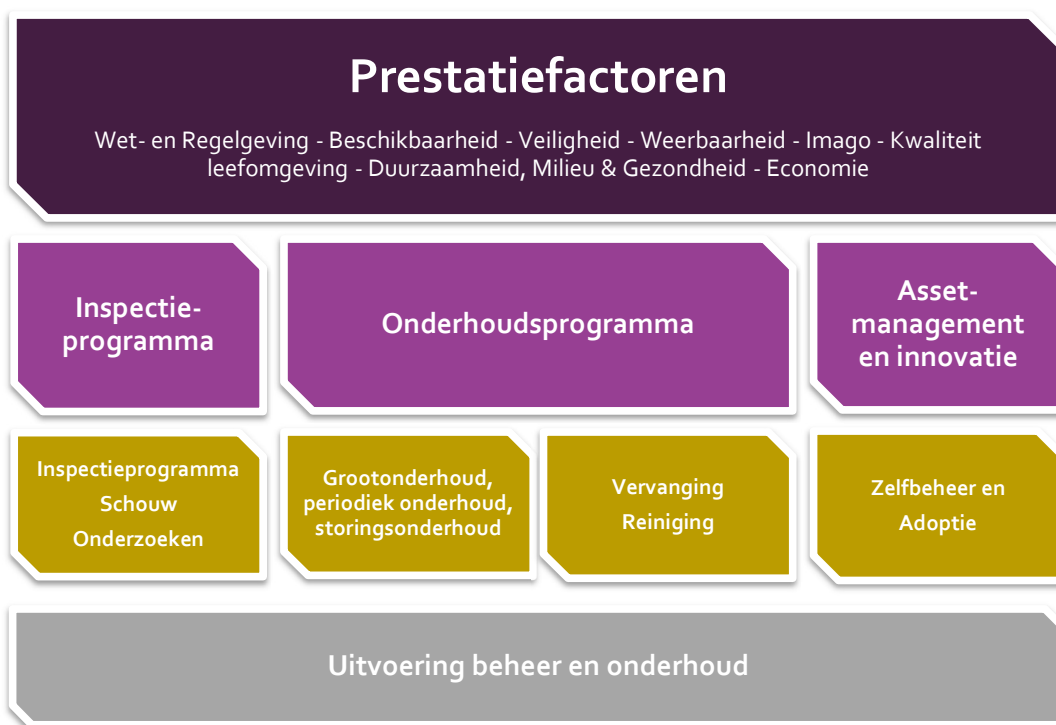 Prestatiefactoren
Wet- en Regelgeving - Beschikbaarheid - Veiligheid - Weerbaarheid - Imago - Kwaliteit
leefomgeving - Duurzaamheid, Milieu & Gezondheid - Economie
Inspectie-
programma
Onderhoudsprogramma
Asset-
management
en innovatie
Inspectieprogramma
Schouw
Onderzoeken
Grootonderhoud,
periodiek onderhoud,
storingsonderhoud
Vervanging
Reiniging
Zelfbeheer en
Adoptie
Uitvoering beheer en onderhoud